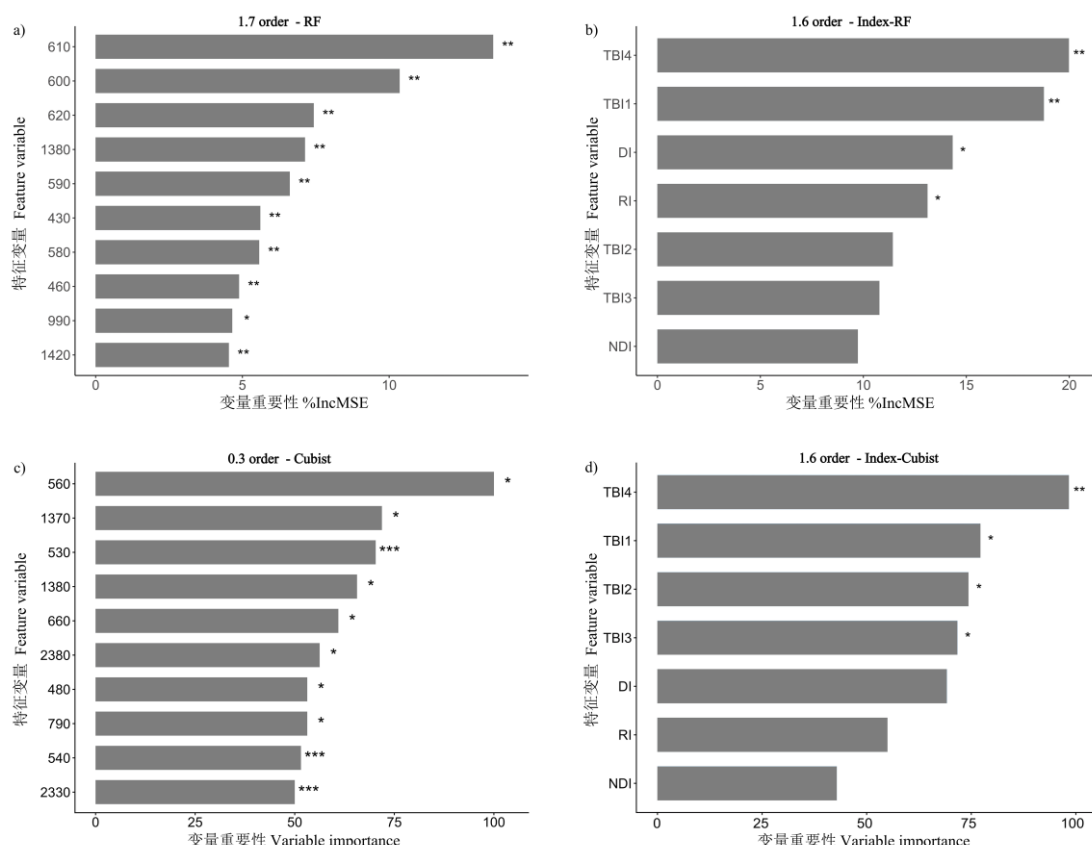 a)
1.7 order - RF
特征变量 Feature variable
610 **
600 **
620 **
1380 **
590 **
430 **
580 **
460 **
990 *
1420 **
0 5 10
变量重要性 %IncMSE
b)
1.6 order - Index-RF
特征变量 Feature variable
TBI4 **
TBI1 **
DI *
RI *
TBI2
TBI3
NDI
0 5 10 15 20
变量重要性 %IncMSE
c)
0.3 order - Cubist
特征变量 Feature variable
560 *
1370 *
530 ***
1380 *
660 *
2380 *
480 *
790 *
540 ***
2330 ***
0 25 50 75 100
变量重要性 Variable importance
d)
1.6 order - Index-Cubist
特征变量 Feature variable
TBI4 **
TBI1 *
TBI2 *
TBI3 *
DI
RI
NDI
0 25 50 75 100
变量重要性 Variable importance